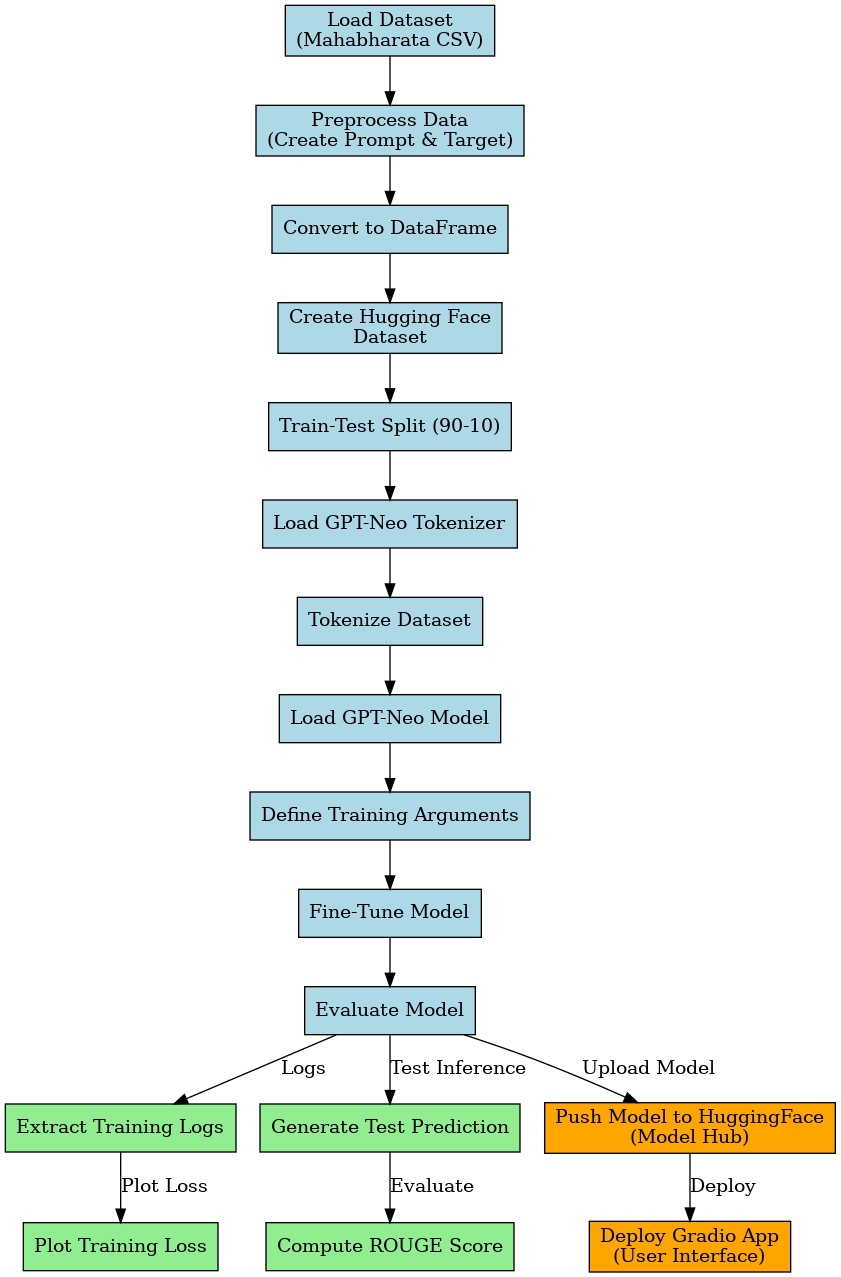 Load Dataset
(Mahabharata CSV)
Preprocess Data
(Create Prompt & Target)
Convert to DataFrame
Create Hugging Face
Dataset
Train-Test Split (90-10)
Load GPT-Neo Tokenizer
Tokenize Dataset
Load GPT-Neo Model
Define Training Arguments
Fine-Tune Model
Evaluate Model
Logs
Test Inference
Upload Model
Extract Training Logs
Generate Test Prediction
Push Model to HuggingFace
(Model Hub)
Plot Loss
Evaluate
Deploy
Plot Training Loss
Compute ROUGE Score
Deploy Gradio App
(User Interface)